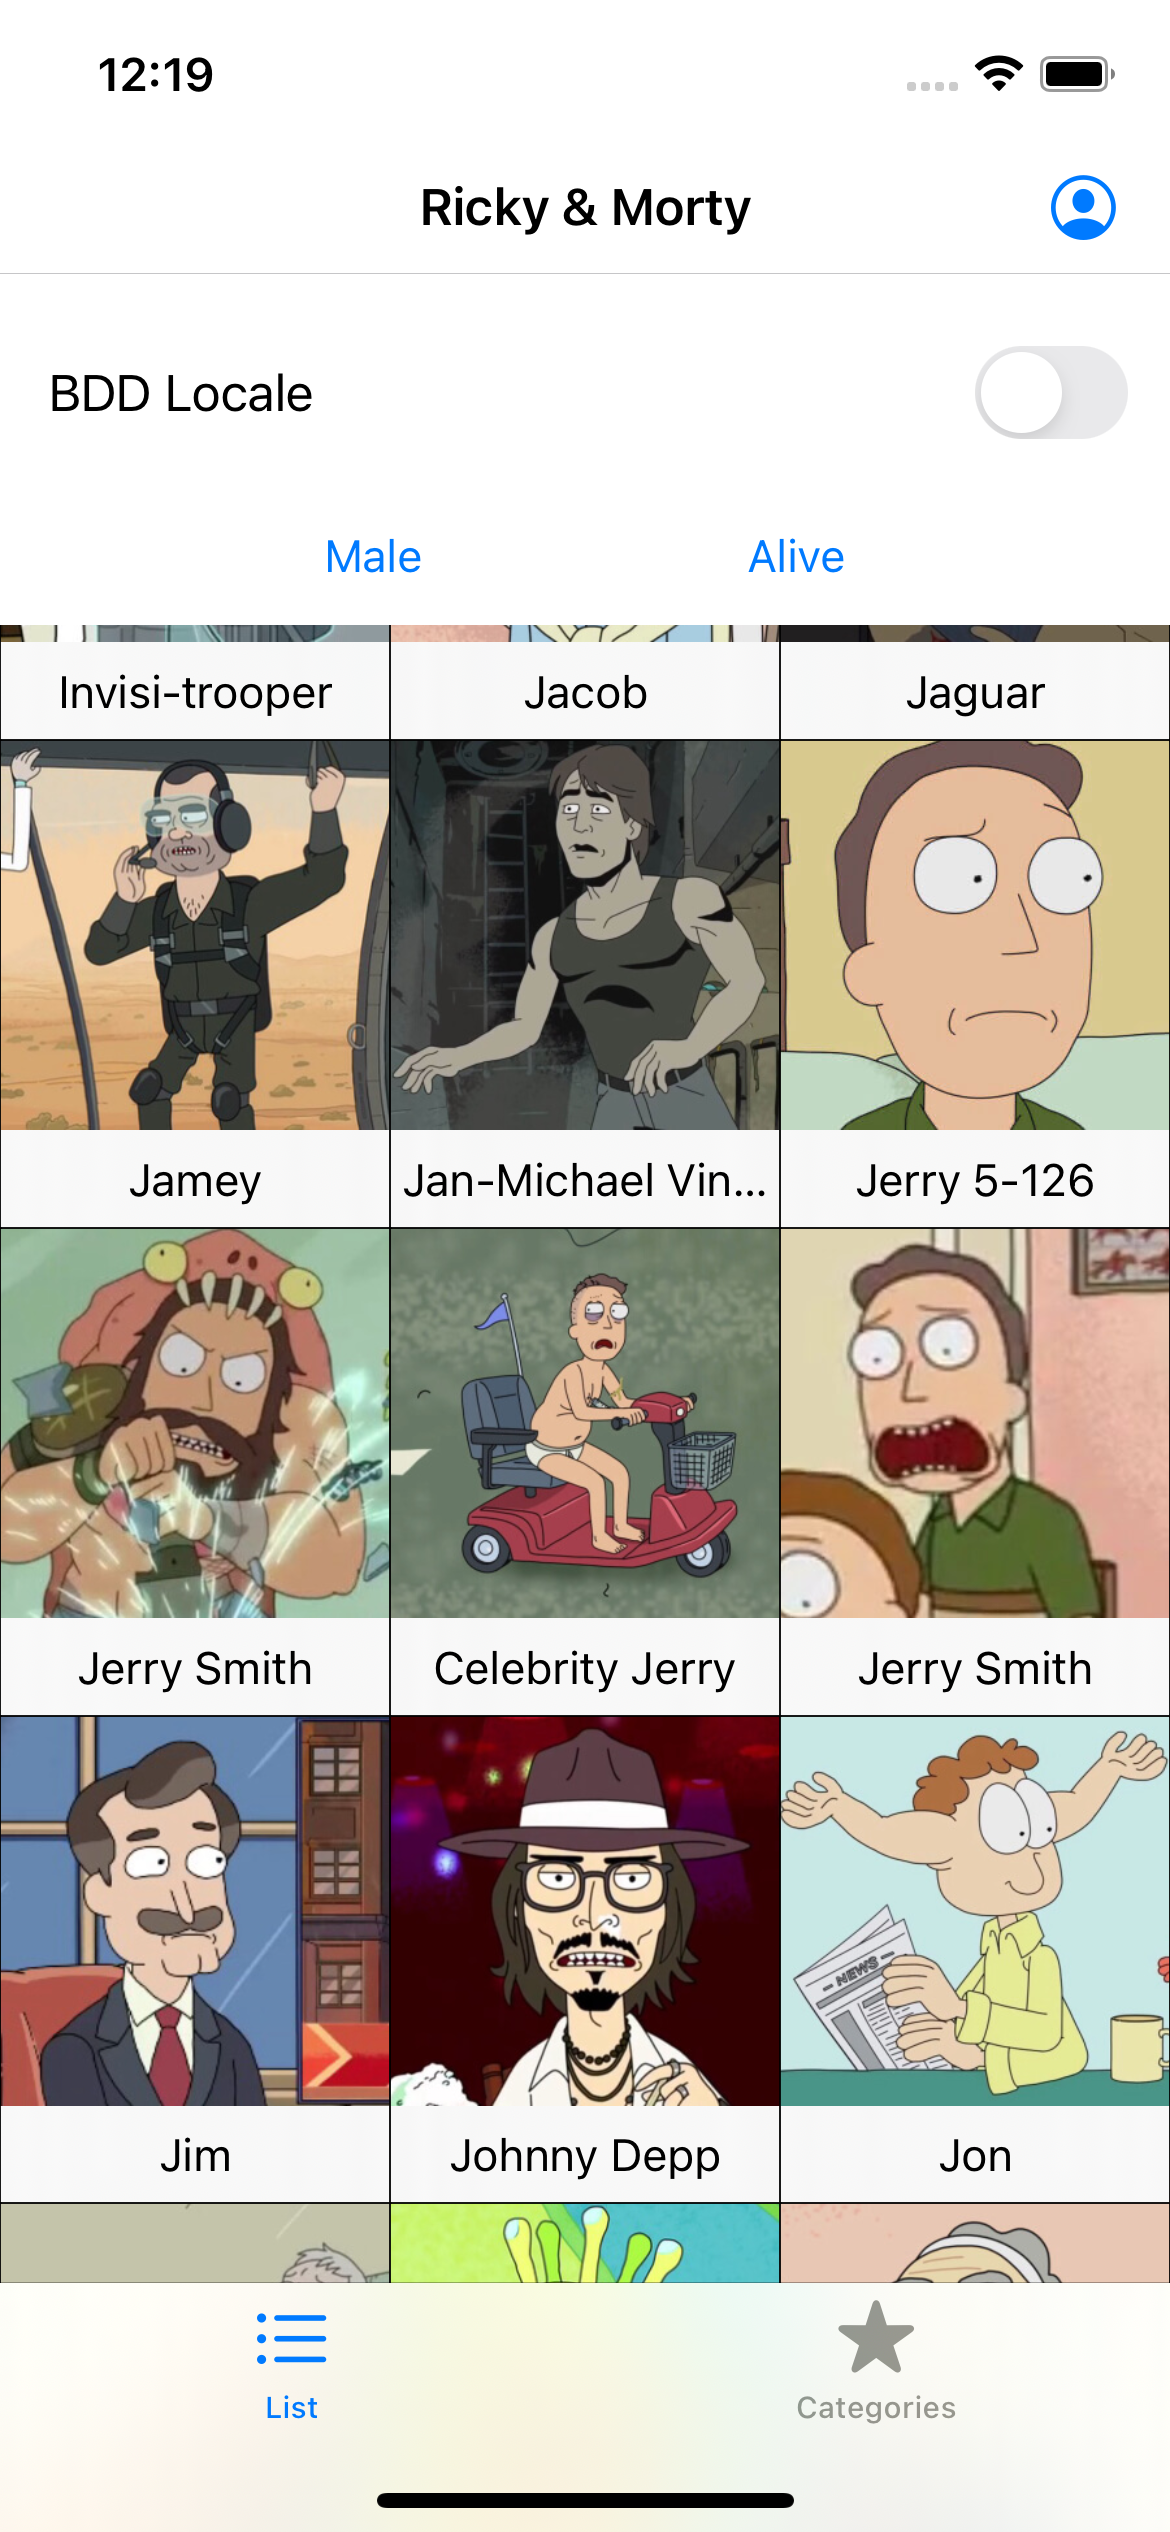 12:19
Ricky & Morty
BDD Locale
Male
Alive
Invisi-trooper
Jacob
Jaguar
Jamey
Jan-Michael Vin...
Jerry 5-126
Jerry Smith
Celebrity Jerry
Jerry Smith
NEWS
Jim
Johnny Depp
Jon
List
Categories